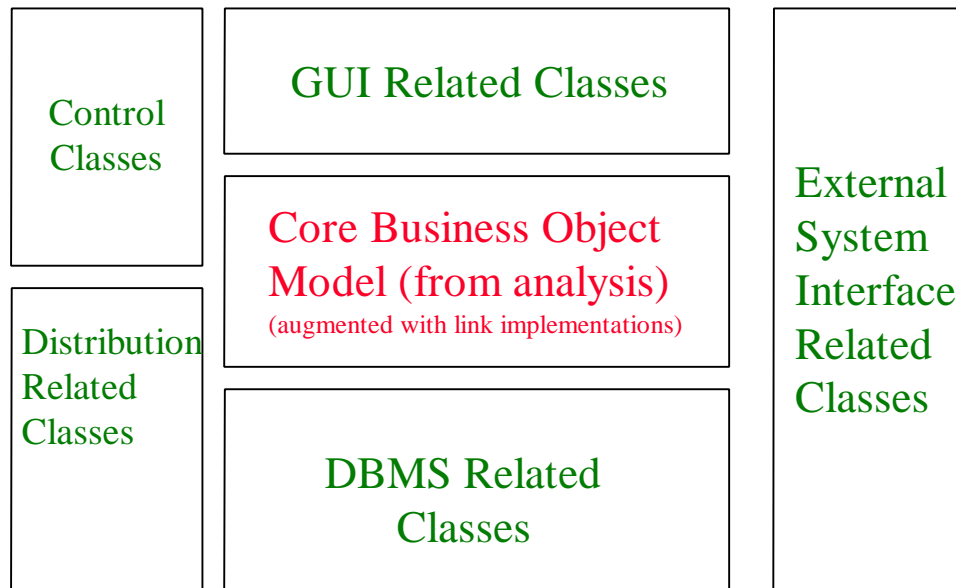 Control
Classes
GUI Related Classes
Core Business Object
Model (from analysis)
(augmented with link implementations)
External
System
Interface
Related
Classes
Distribution
Related
Classes
DBMS Related
Classes